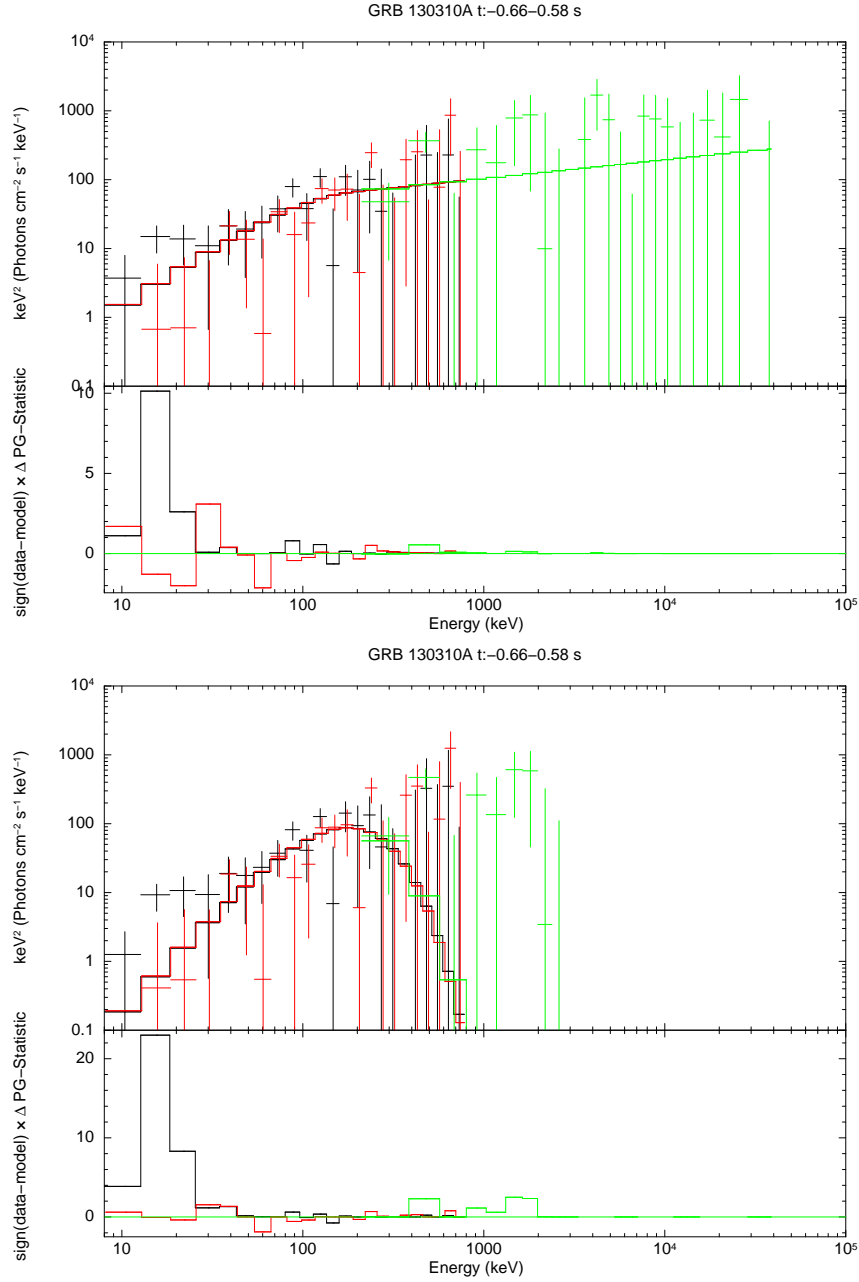 GRB 130310A t:−0.66−0.58 s
10⁴
1000
100
10
1
0.1
keV² (Photons cm⁻² s⁻¹ keV⁻¹)
10
5
0
sign(data−model) × Δ PG−Statistic
10 100 1000 10⁴ 10⁵
Energy (keV)
GRB 130310A t:−0.66−0.58 s
10⁴
1000
100
10
1
0.1
keV² (Photons cm⁻² s⁻¹ keV⁻¹)
20
10
0
sign(data−model) × Δ PG−Statistic
10 100 1000 10⁴ 10⁵
Energy (keV)